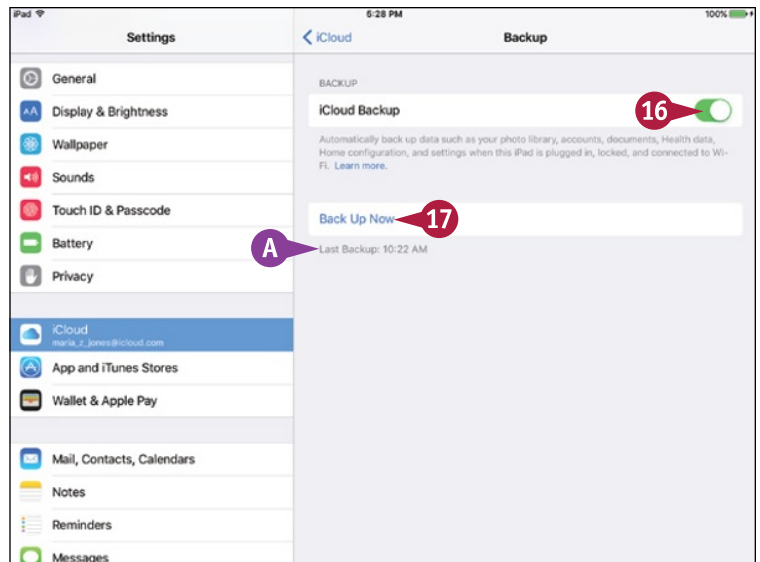 iPad
5:28 PM
100%
Settings
iCloud
Backup
General
Display & Brightness
Wallpaper
Sounds
Touch ID & Passcode
Battery
Privacy
iCloud
maria_z_jones@icloud.com
App and iTunes Stores
Wallet & Apple Pay
Mail, Contacts, Calendars
Notes
Reminders
Messages
BACKUP
iCloud Backup
16
Automatically back up data such as your photo library, accounts, documents, Health data,
Home configuration, and settings when this iPad is plugged in, locked, and connected to Wi-
Fi. Learn more.
Back Up Now
17
A
Last Backup: 10:22 AM